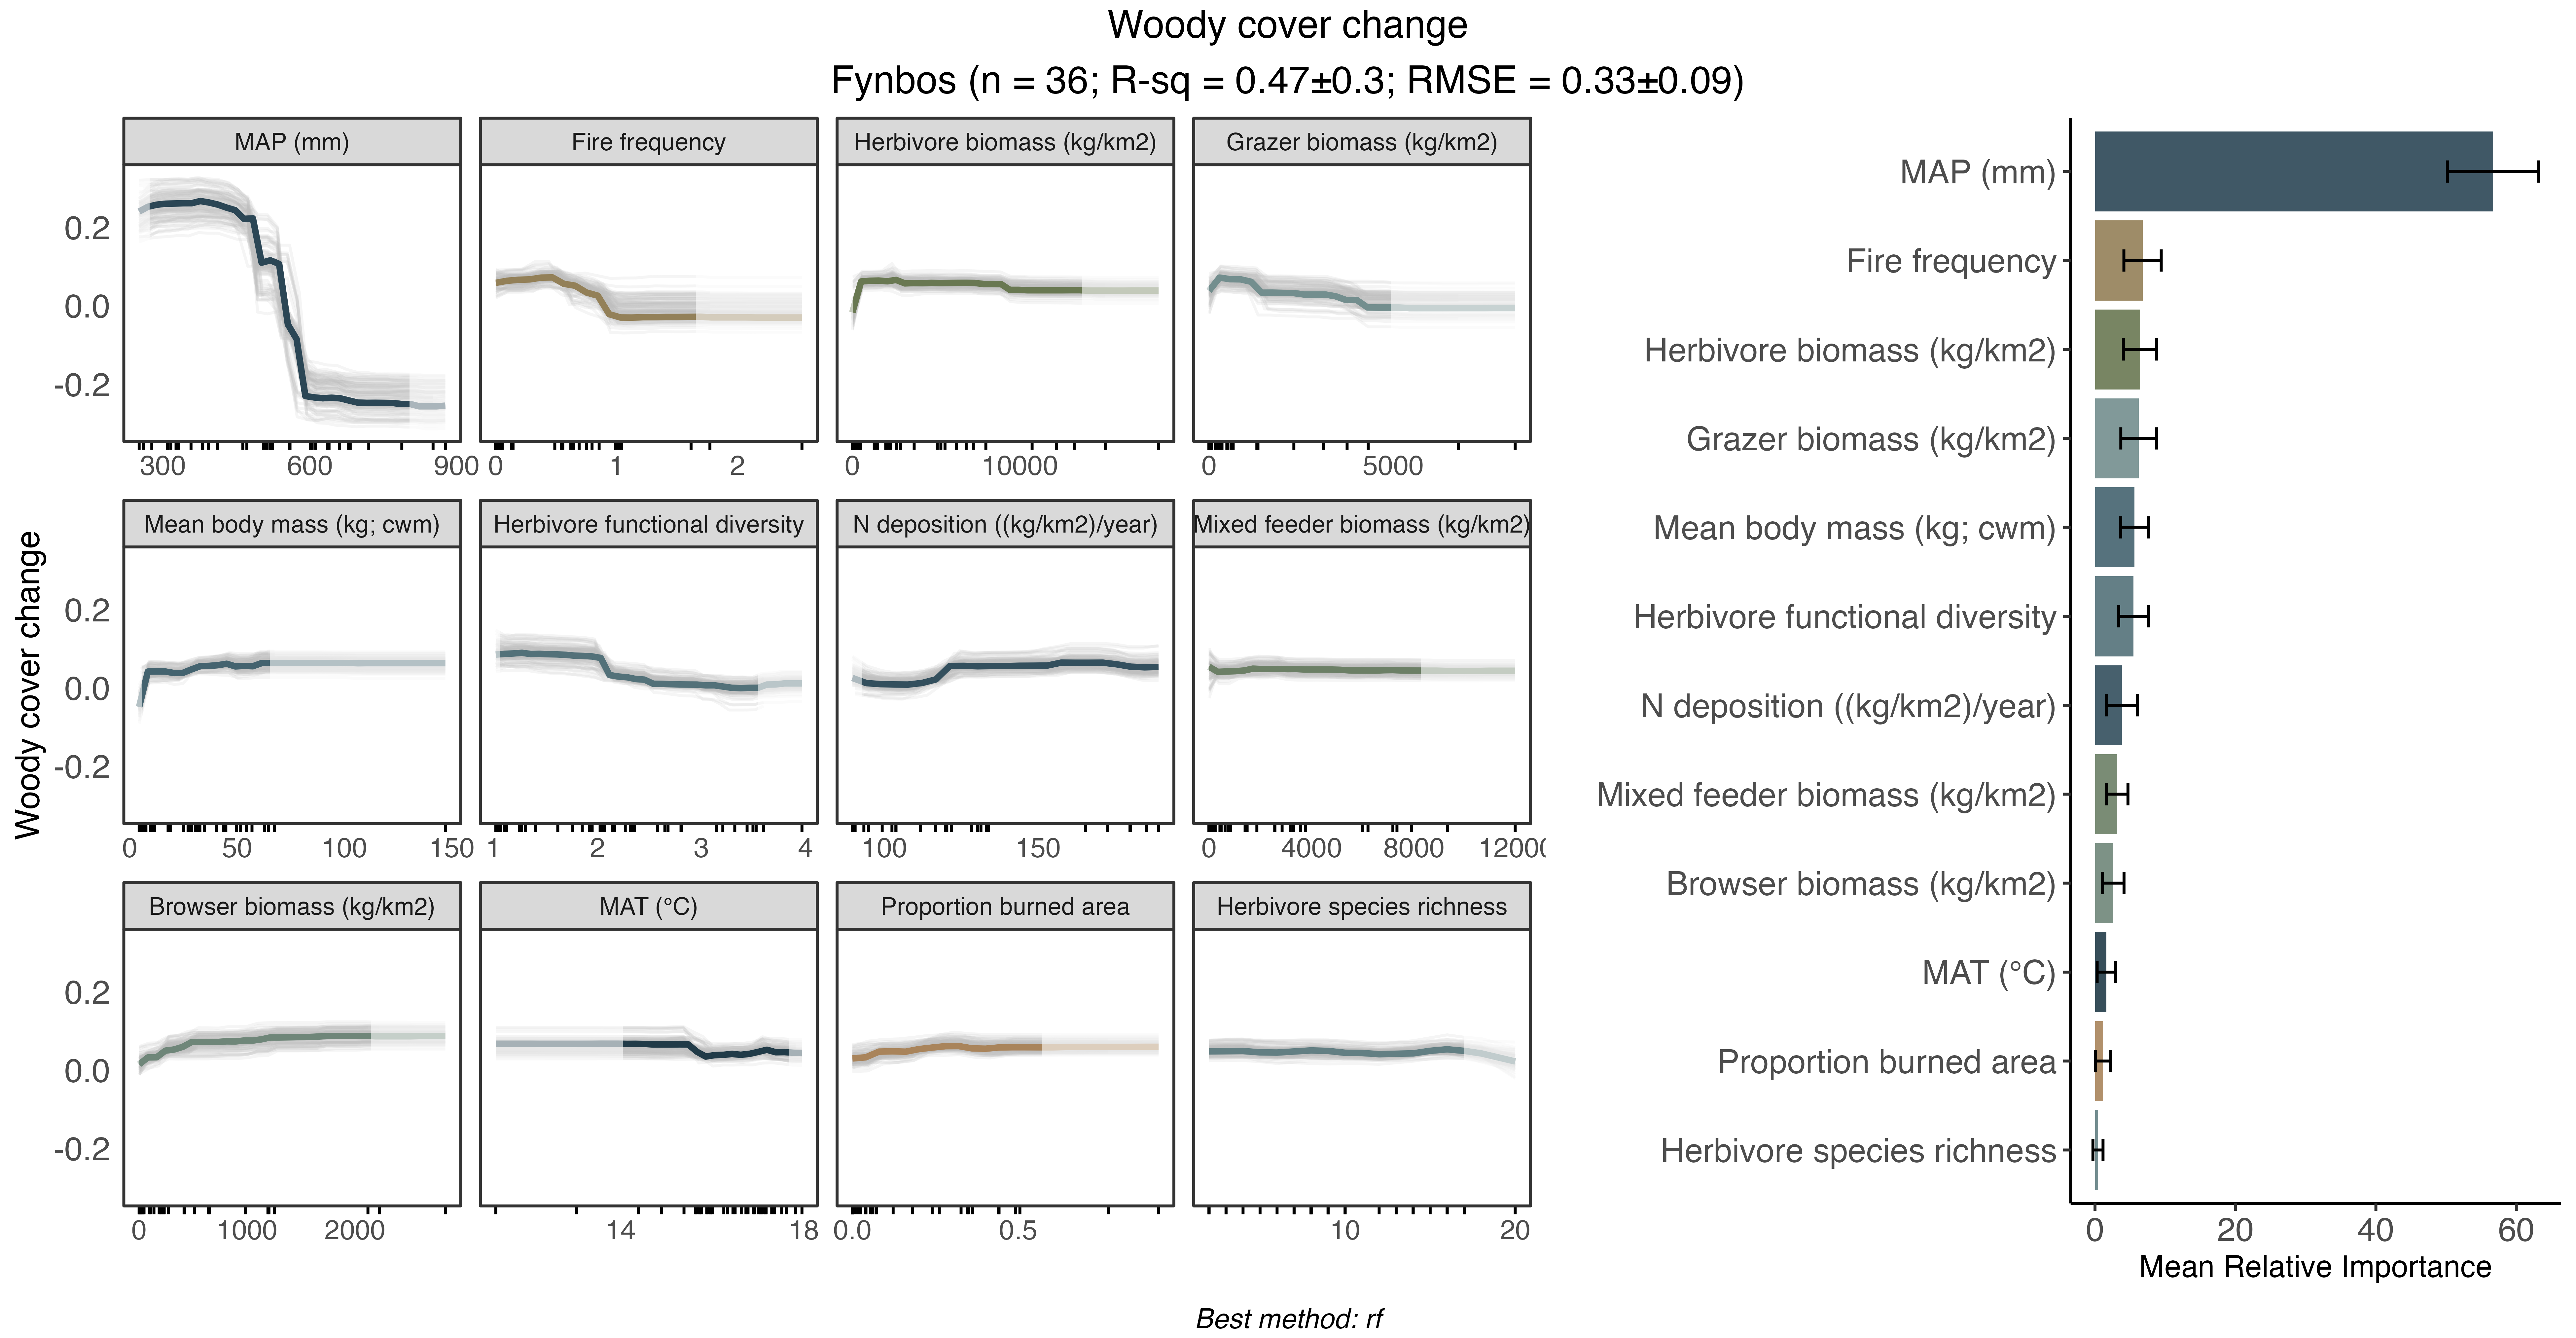 Woody cover change
Fynbos (n = 36; R-sq = 0.47±0.3; RMSE = 0.33±0.09)
MAP (mm)
Fire frequency
Herbivore biomass (kg/km2)
Grazer biomass (kg/km2)
0.2
0.0
-0.2
300 600 900
0 1 2
0 10000
0 5000
Mean body mass (kg; cwm)
Herbivore functional diversity
N deposition ((kg/km2)/year)
Mixed feeder biomass (kg/km2)
Woody cover change
0.2
0.0
-0.2
0 50 100 150
1 2 3 4
100 150
0 4000 8000 12000
Browser biomass (kg/km2)
MAT (°C)
Proportion burned area
Herbivore species richness
0.2
0.0
-0.2
0 1000 2000
14 18
0.0 0.5
10 20
MAP (mm)
Fire frequency
Herbivore biomass (kg/km2)
Grazer biomass (kg/km2)
Mean body mass (kg; cwm)
Herbivore functional diversity
N deposition ((kg/km2)/year)
Mixed feeder biomass (kg/km2)
Browser biomass (kg/km2)
MAT (°C)
Proportion burned area
Herbivore species richness
0 20 40 60
Mean Relative Importance
Best method: rf